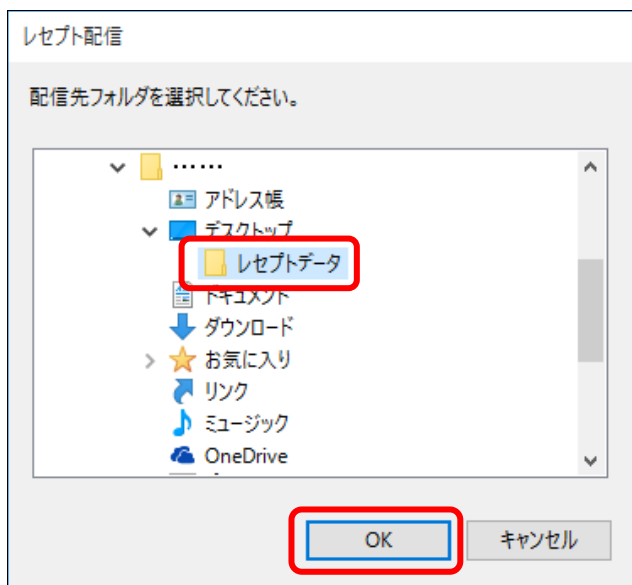 レセプト配信
配信先フォルダを選択してください。
……
アドレス帳
デスクトップ
レセプトデータ
ドキュメント
ダウンロード
お気に入り
リンク
ミュージック
OneDrive
OK
キャンセル